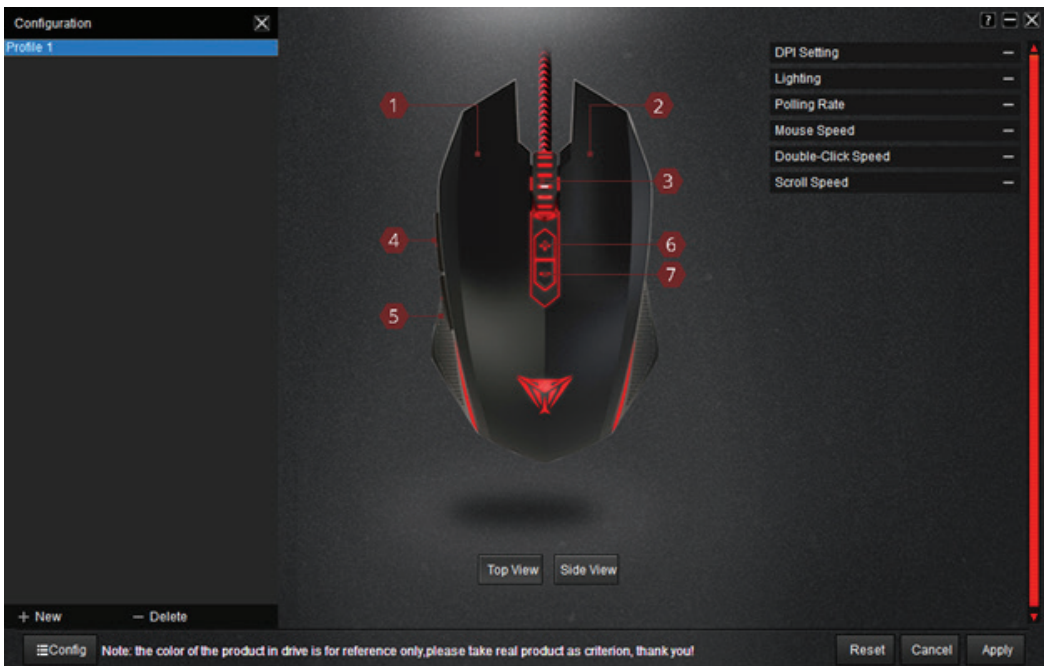 Configuration
Profile 1
1
2
3
4
5
6
7
Top View
Side View
DPI Setting
Lighting
Polling Rate
Mouse Speed
Double-Click Speed
Scroll Speed
+ New
− Delete
Config
Note: the color of the product in drive is for reference only,please take real product as criterion, thank you!
Reset
Cancel
Apply